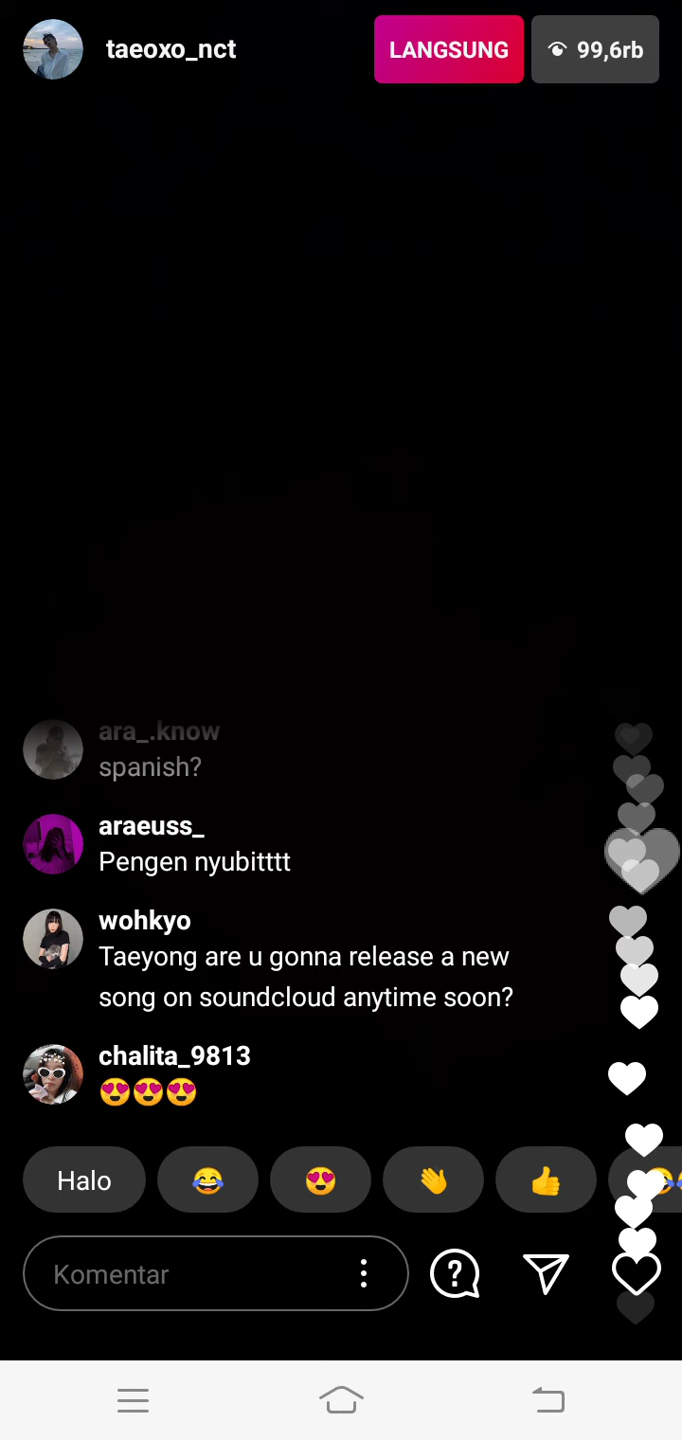 taeoxo_nct
LANGSUNG
99,6rb
ara_.know
spanish?
araeuss_
Pengen nyubitttt
wohkyo
Taeyong are u gonna release a new
song on soundcloud anytime soon?
chalita_9813
😍😍😍
Halo
Komentar